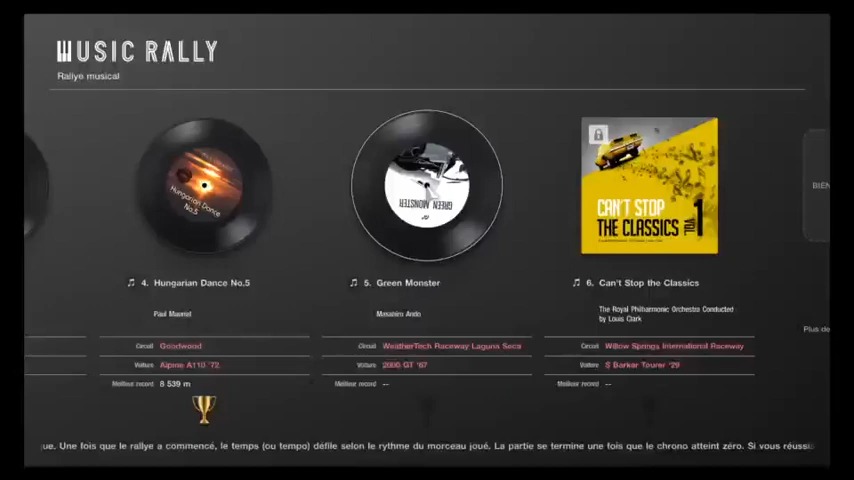 MUSIC RALLY
Rallye musical
Hungarian Dance
No.5
GREEN MONSTER
CAN'T STOP
THE CLASSICS
VOL. 1
BIEN
4. Hungarian Dance No.5
5. Green Monster
6. Can't Stop the Classics
Paul Mauriat
Masahiro Ando
The Royal Philharmonic Orchestra Conducted
by Louis Clark
Plus de
Circuit Goodwood
Circuit WeatherTech Raceway Laguna Seca
Circuit Willow Springs International Raceway
Voiture Alpine A110 '72
Voiture 2000 GT '67
Voiture S Barker Tourer '29
Meilleur record 8 539 m
Meilleur record --
Meilleur record --
ue. Une fois que le rallye a commencé, le temps (ou tempo) défile selon le rythme du morceau joué. La partie se termine une fois que le chrono atteint zéro. Si vous réussi